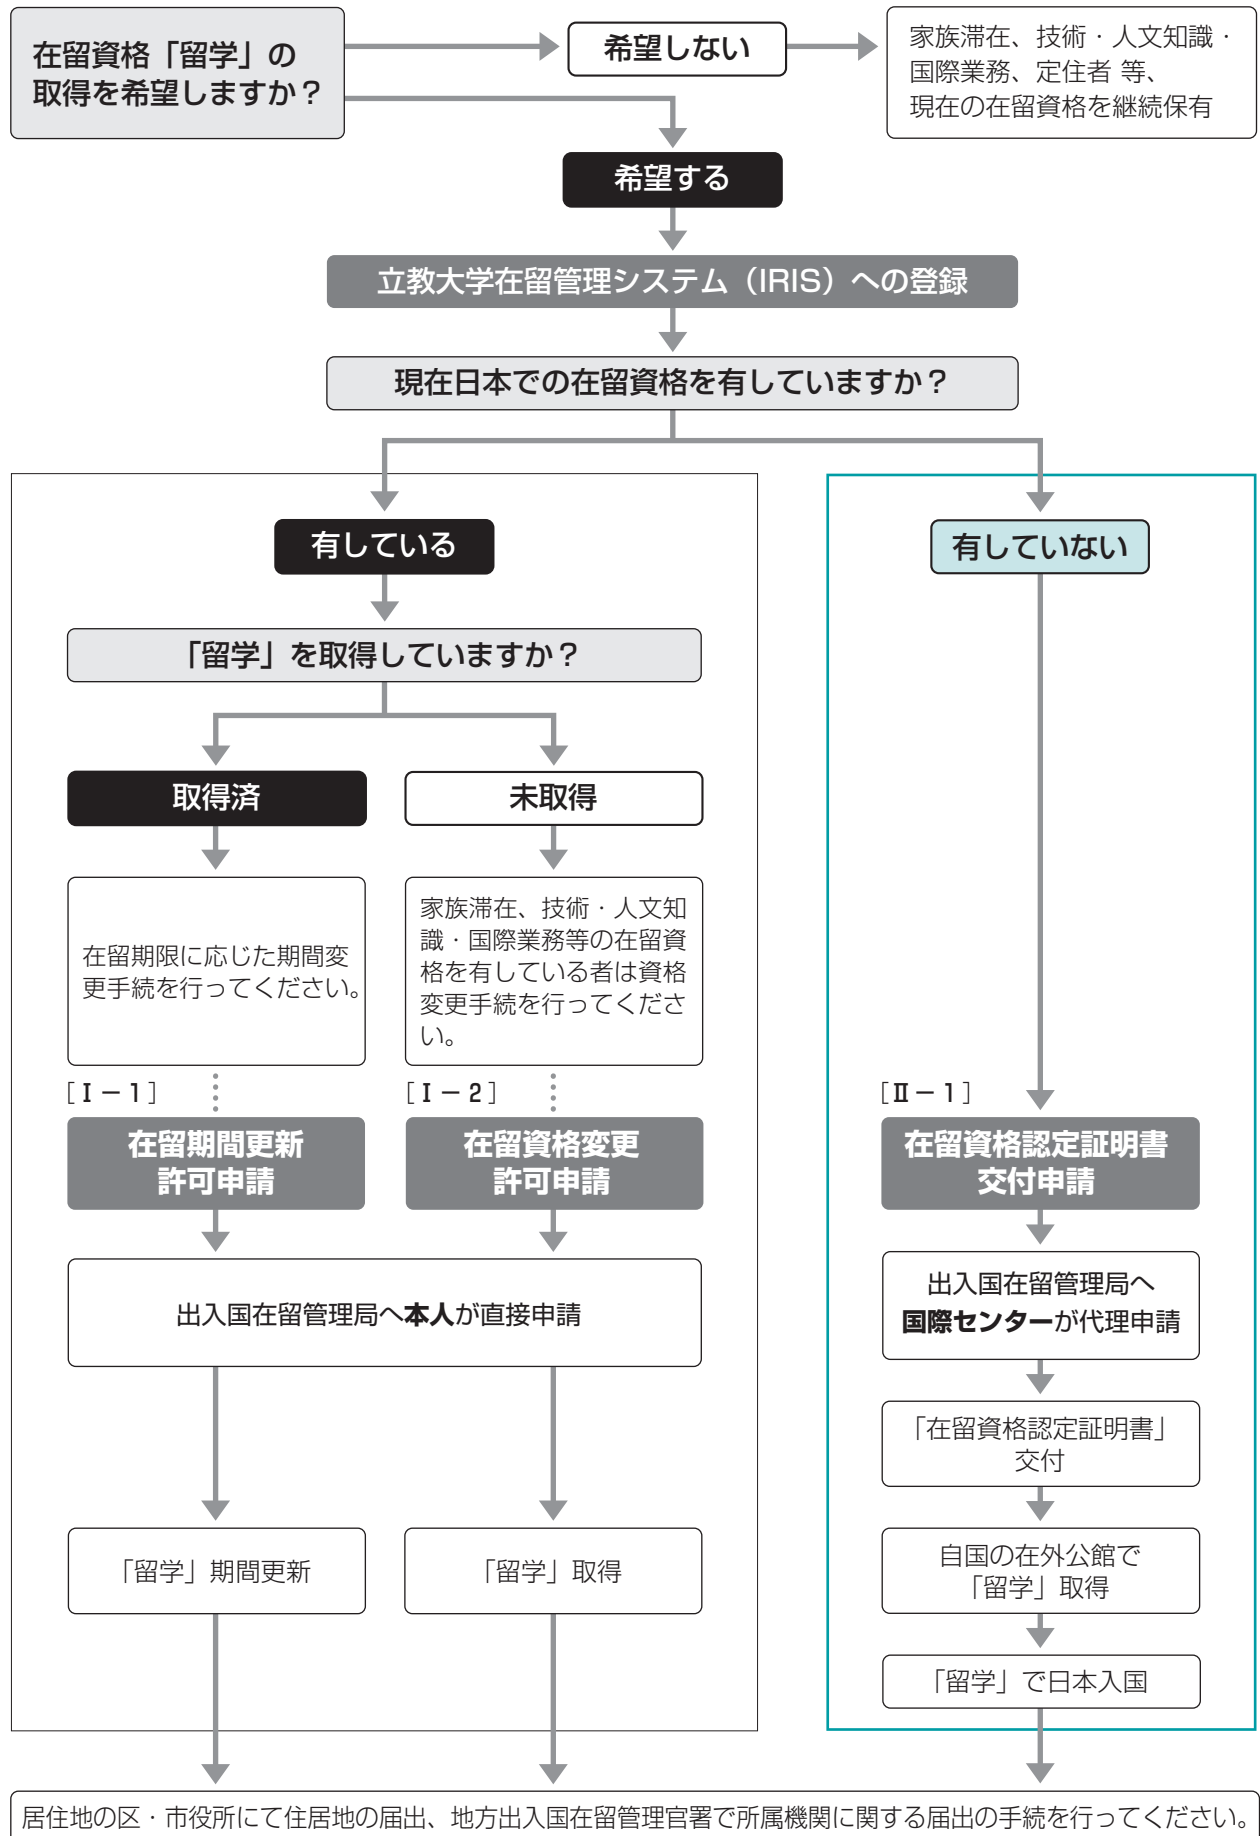 在留資格「留学」の
取得を希望しますか？
希望しない
家族滞在、技術・人文知識・
国際業務、定住者 等、
現在の在留資格を継続保有
希望する
立教大学在留管理システム（IRIS）への登録
現在日本での在留資格を有していますか？
有している
有していない
「留学」を取得していますか？
取得済
未取得
在留期限に応じた期間変
更手続を行ってください。
家族滞在、技術・人文知
識・国際業務等の在留資
格を有している者は資格
変更手続を行ってくださ
い。
［Ⅰ－1］
［Ⅰ－2］
［Ⅱ－1］
在留期間更新
許可申請
在留資格変更
許可申請
在留資格認定証明書
交付申請
出入国在留管理局へ本人が直接申請
出入国在留管理局へ
国際センターが代理申請
「在留資格認定証明書」
交付
「留学」期間更新
「留学」取得
自国の在外公館で
「留学」取得
「留学」で日本入国
居住地の区・市役所にて住居地の届出、地方出入国在留管理官署で所属機関に関する届出の手続を行ってください。